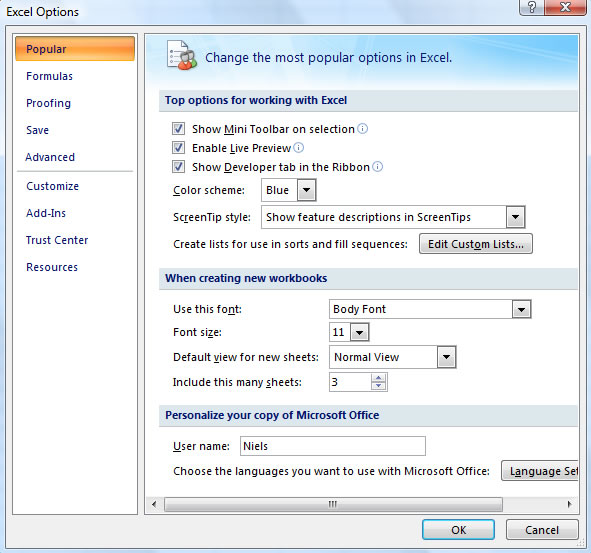 Excel Options
?
Popular
Formulas
Proofing
Save
Advanced
Customize
Add-Ins
Trust Center
Resources
Change the most popular options in Excel.
Top options for working with Excel
Show Mini Toolbar on selection
Enable Live Preview
Show Developer tab in the Ribbon
Color scheme: Blue
ScreenTip style: Show feature descriptions in ScreenTips
Create lists for use in sorts and fill sequences: Edit Custom Lists...
When creating new workbooks
Use this font: Body Font
Font size: 11
Default view for new sheets: Normal View
Include this many sheets: 3
Personalize your copy of Microsoft Office
User name: Niels
Choose the languages you want to use with Microsoft Office: Language Set
OK Cancel